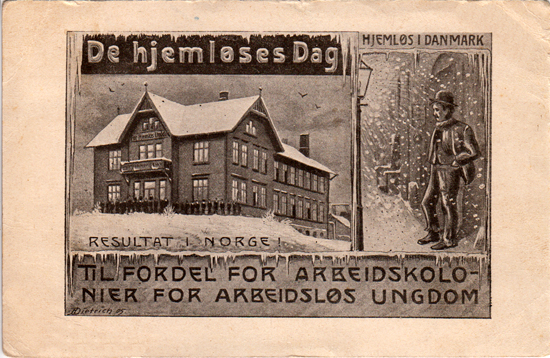 De hjemløses Dag
HJEMLØS I DANMARK
RESULTAT I NORGE!
TIL FORDEL FOR ARBEIDSKOLO-
NIER FOR ARBEIDSLØS UNGDOM